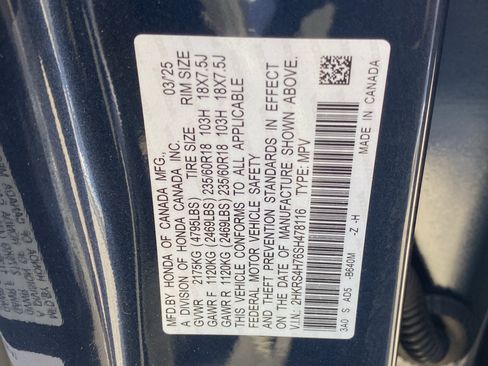 MFD.BY HONDA OF CANADA MFG., 03/25
A DIVISION OF HONDA CANADA INC.
TIRE SIZE RIM SIZE
GVWR 2175KG (4795LBS)
GAWR F 1120KG (2469LBS) 235/60R18 103H 18X7.5J
GAWR R 1120KG (2469LBS) 235/60R18 103H 18X7.5J
THIS VEHICLE CONFORMS TO ALL APPLICABLE
FEDERAL MOTOR VEHICLE SAFETY
AND THEFT PREVENTION STANDARDS IN EFFECT
ON THE DATE OF MANUFACTURE SHOWN ABOVE.
V.I.N.: 2HKRS4H76SH478116 TYPE: MPV
3A0 S AD5 B640M -Z -H
MADE IN CANADA